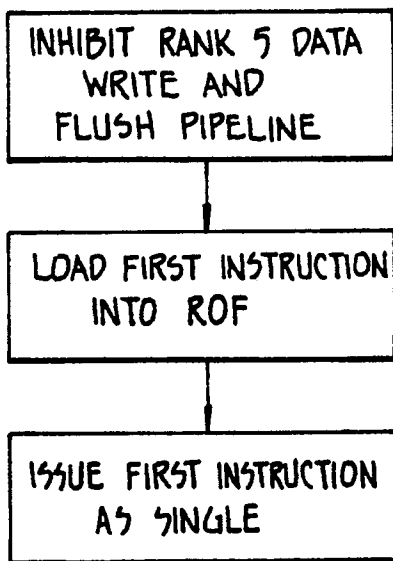 INHIBIT RANK 5 DATA
WRITE AND
FLUSH PIPELINE
LOAD FIRST INSTRUCTION
INTO ROF
ISSUE FIRST INSTRUCTION
AS SINGLE